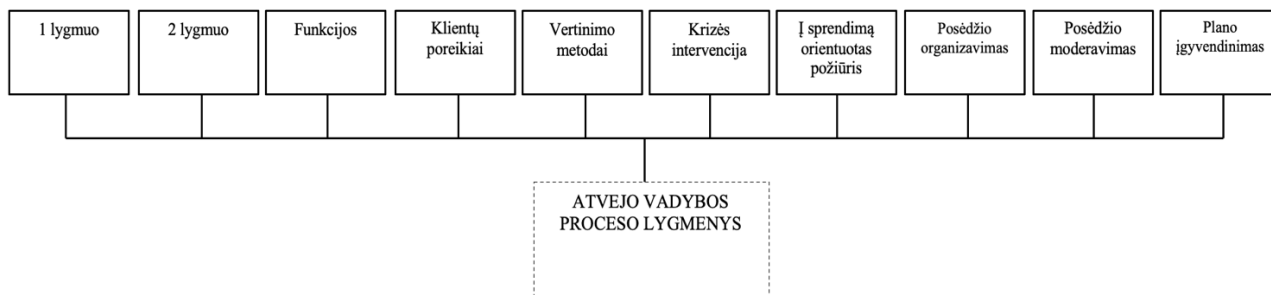 1 lygmuo
2 lygmuo
Funkcijos
Klientų
poreikiai
Vertinimo
metodai
Krizės
intervencija
Į sprendimą
orientuotas
požiūris
Posėdžio
organizavimas
Posėdžio
moderavimas
Plano
įgyvendinimas
ATVEJO VADYBOS
PROCESO LYGMENYS